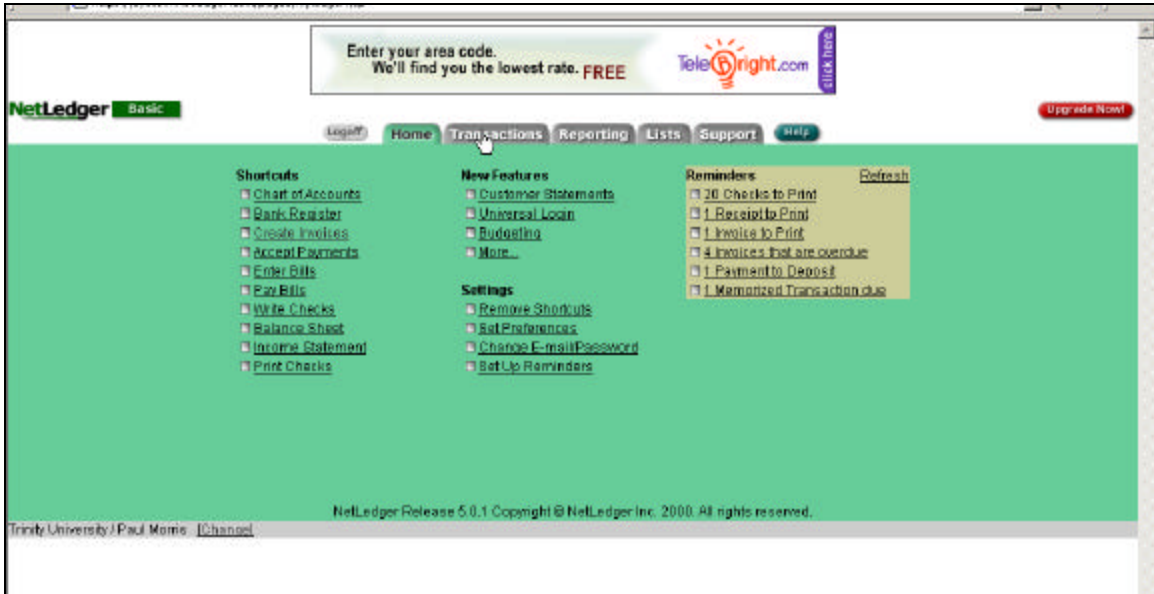 Enter your area code.
We'll find you the lowest rate. FREE
TeleBright.com
click here
NetLedger Basic
Upgrade Now!
Logoff Home Transactions Reporting Lists Support Help
Shortcuts
Chart of Accounts
Bank Register
Create Invoices
Accept Payments
Enter Bills
Pay Bills
Write Checks
Balance Sheet
Income Statement
Print Checks
New Features
Customer Statements
Universal Login
Budgeting
More...
Settings
Remove Shortcuts
Set Preferences
Change E-mail/Password
Set Up Reminders
Reminders Refresh
20 Checks to Print
1 Receipt to Print
1 Invoice to Print
4 Invoices that are overdue
1 Payment to Deposit
1 Memorized Transaction due
NetLedger Release 5.0.1 Copyright © NetLedger Inc. 2000. All rights reserved.
Trinity University / Paul Morris [Change]